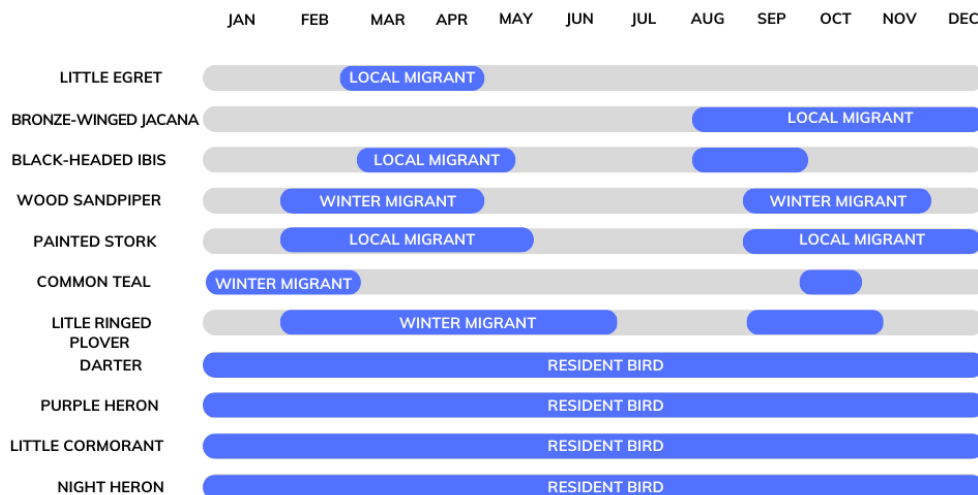 JAN FEB MAR APR MAY JUN JUL AUG SEP OCT NOV DEC
LITTLE EGRET LOCAL MIGRANT
BRONZE-WINGED JACANA LOCAL MIGRANT
BLACK-HEADED IBIS LOCAL MIGRANT
WOOD SANDPIPER WINTER MIGRANT WINTER MIGRANT
PAINTED STORK LOCAL MIGRANT LOCAL MIGRANT
COMMON TEAL WINTER MIGRANT
LITLE RINGED WINTER MIGRANT
PLOVER
DARTER RESIDENT BIRD
PURPLE HERON RESIDENT BIRD
LITTLE CORMORANT RESIDENT BIRD
NIGHT HERON RESIDENT BIRD